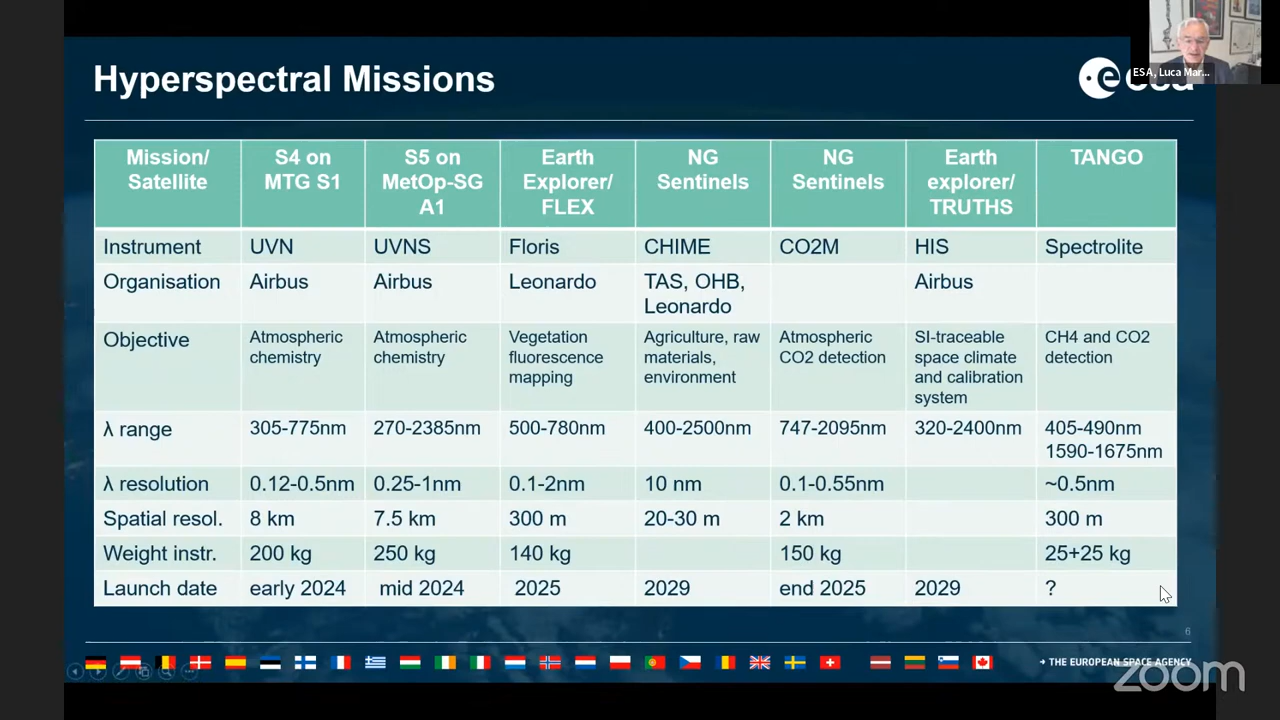 Hyperspectral Missions
esa
ESA, Luca Mar...
Mission/ Satellite | S4 on MTG S1 | S5 on MetOp-SG A1 | Earth Explorer/ FLEX | NG Sentinels | NG Sentinels | Earth explorer/ TRUTHS | TANGO
Instrument | UVN | UVNS | Floris | CHIME | CO2M | HIS | Spectrolite
Organisation | Airbus | Airbus | Leonardo | TAS, OHB, Leonardo | | Airbus |
Objective | Atmospheric chemistry | Atmospheric chemistry | Vegetation fluorescence mapping | Agriculture, raw materials, environment | Atmospheric CO2 detection | SI-traceable space climate and calibration system | CH4 and CO2 detection
λ range | 305-775nm | 270-2385nm | 500-780nm | 400-2500nm | 747-2095nm | 320-2400nm | 405-490nm 1590-1675nm
λ resolution | 0.12-0.5nm | 0.25-1nm | 0.1-2nm | 10 nm | 0.1-0.55nm | | ~0.5nm
Spatial resol. | 8 km | 7.5 km | 300 m | 20-30 m | 2 km | | 300 m
Weight instr. | 200 kg | 250 kg | 140 kg | | 150 kg | | 25+25 kg
Launch date | early 2024 | mid 2024 | 2025 | 2029 | end 2025 | 2029 | ?
6
→ THE EUROPEAN SPACE AGENCY
zoom